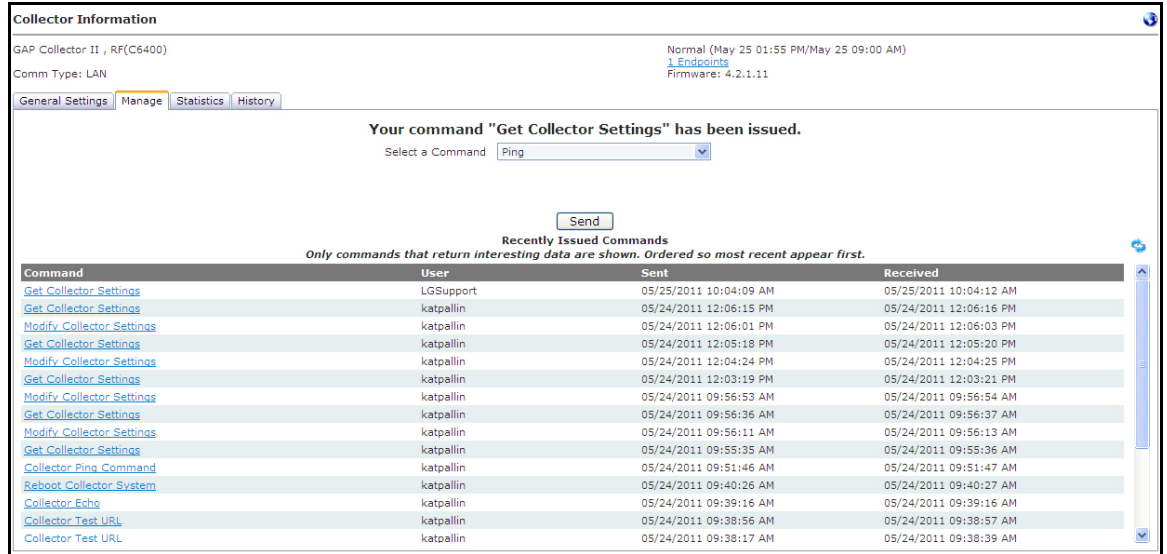 Collector Information
GAP Collector II , RF(C6400)
Normal (May 25 01:55 PM/May 25 09:00 AM)
1 Endpoints
Comm Type: LAN
Firmware: 4.2.1.11
General Settings Manage Statistics History
Your command "Get Collector Settings" has been issued.
Select a Command Ping
Send
Recently Issued Commands
Only commands that return interesting data are shown. Ordered so most recent appear first.
Command User Sent Received
Get Collector Settings LGSupport 05/25/2011 10:04:09 AM 05/25/2011 10:04:12 AM
Get Collector Settings katpallin 05/24/2011 12:06:15 PM 05/24/2011 12:06:16 PM
Modify Collector Settings katpallin 05/24/2011 12:06:01 PM 05/24/2011 12:06:03 PM
Get Collector Settings katpallin 05/24/2011 12:05:18 PM 05/24/2011 12:05:20 PM
Modify Collector Settings katpallin 05/24/2011 12:04:24 PM 05/24/2011 12:04:25 PM
Get Collector Settings katpallin 05/24/2011 12:03:19 PM 05/24/2011 12:03:21 PM
Modify Collector Settings katpallin 05/24/2011 09:56:53 AM 05/24/2011 09:56:54 AM
Get Collector Settings katpallin 05/24/2011 09:56:36 AM 05/24/2011 09:56:37 AM
Modify Collector Settings katpallin 05/24/2011 09:56:11 AM 05/24/2011 09:56:13 AM
Get Collector Settings katpallin 05/24/2011 09:55:35 AM 05/24/2011 09:55:36 AM
Collector Ping Command katpallin 05/24/2011 09:51:46 AM 05/24/2011 09:51:47 AM
Reboot Collector System katpallin 05/24/2011 09:40:26 AM 05/24/2011 09:40:27 AM
Collector Echo katpallin 05/24/2011 09:39:16 AM 05/24/2011 09:39:16 AM
Collector Test URL katpallin 05/24/2011 09:38:56 AM 05/24/2011 09:38:57 AM
Collector Test URL katpallin 05/24/2011 09:38:17 AM 05/24/2011 09:38:39 AM